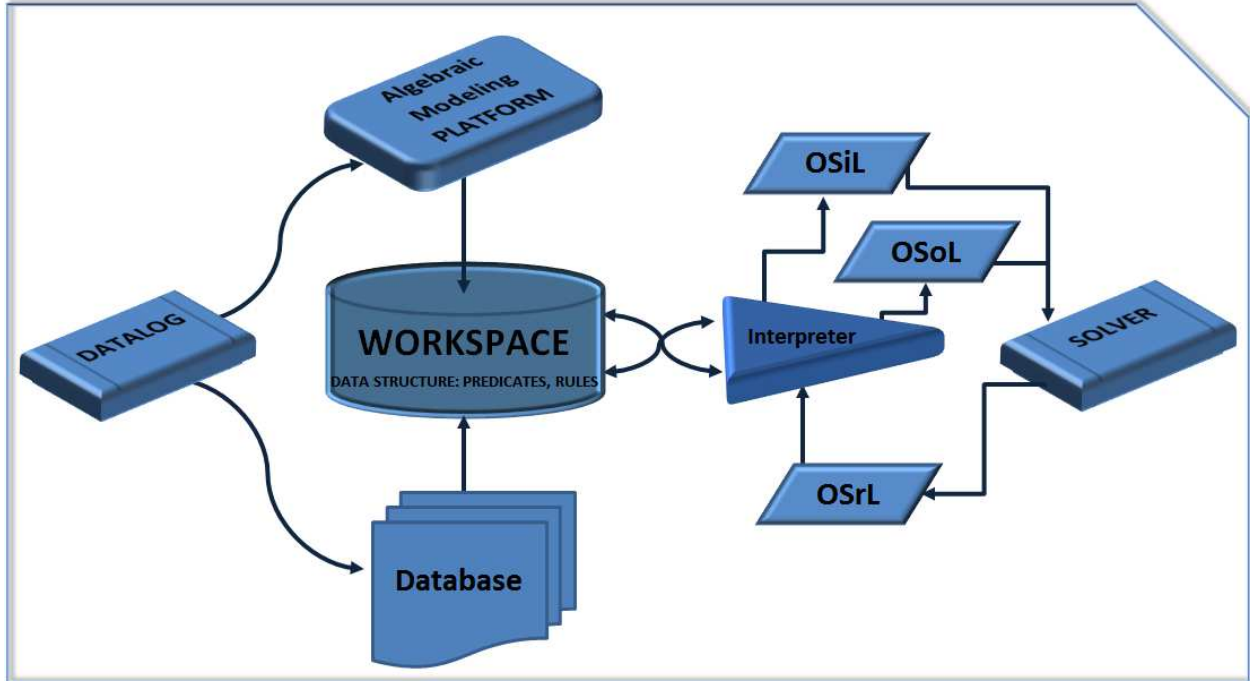 Algebraic
Modeling
PLATFORM
OSiL
OSoL
DATALOG
WORKSPACE
DATA STRUCTURE: PREDICATES, RULES
Interpreter
SOLVER
OSrL
Database